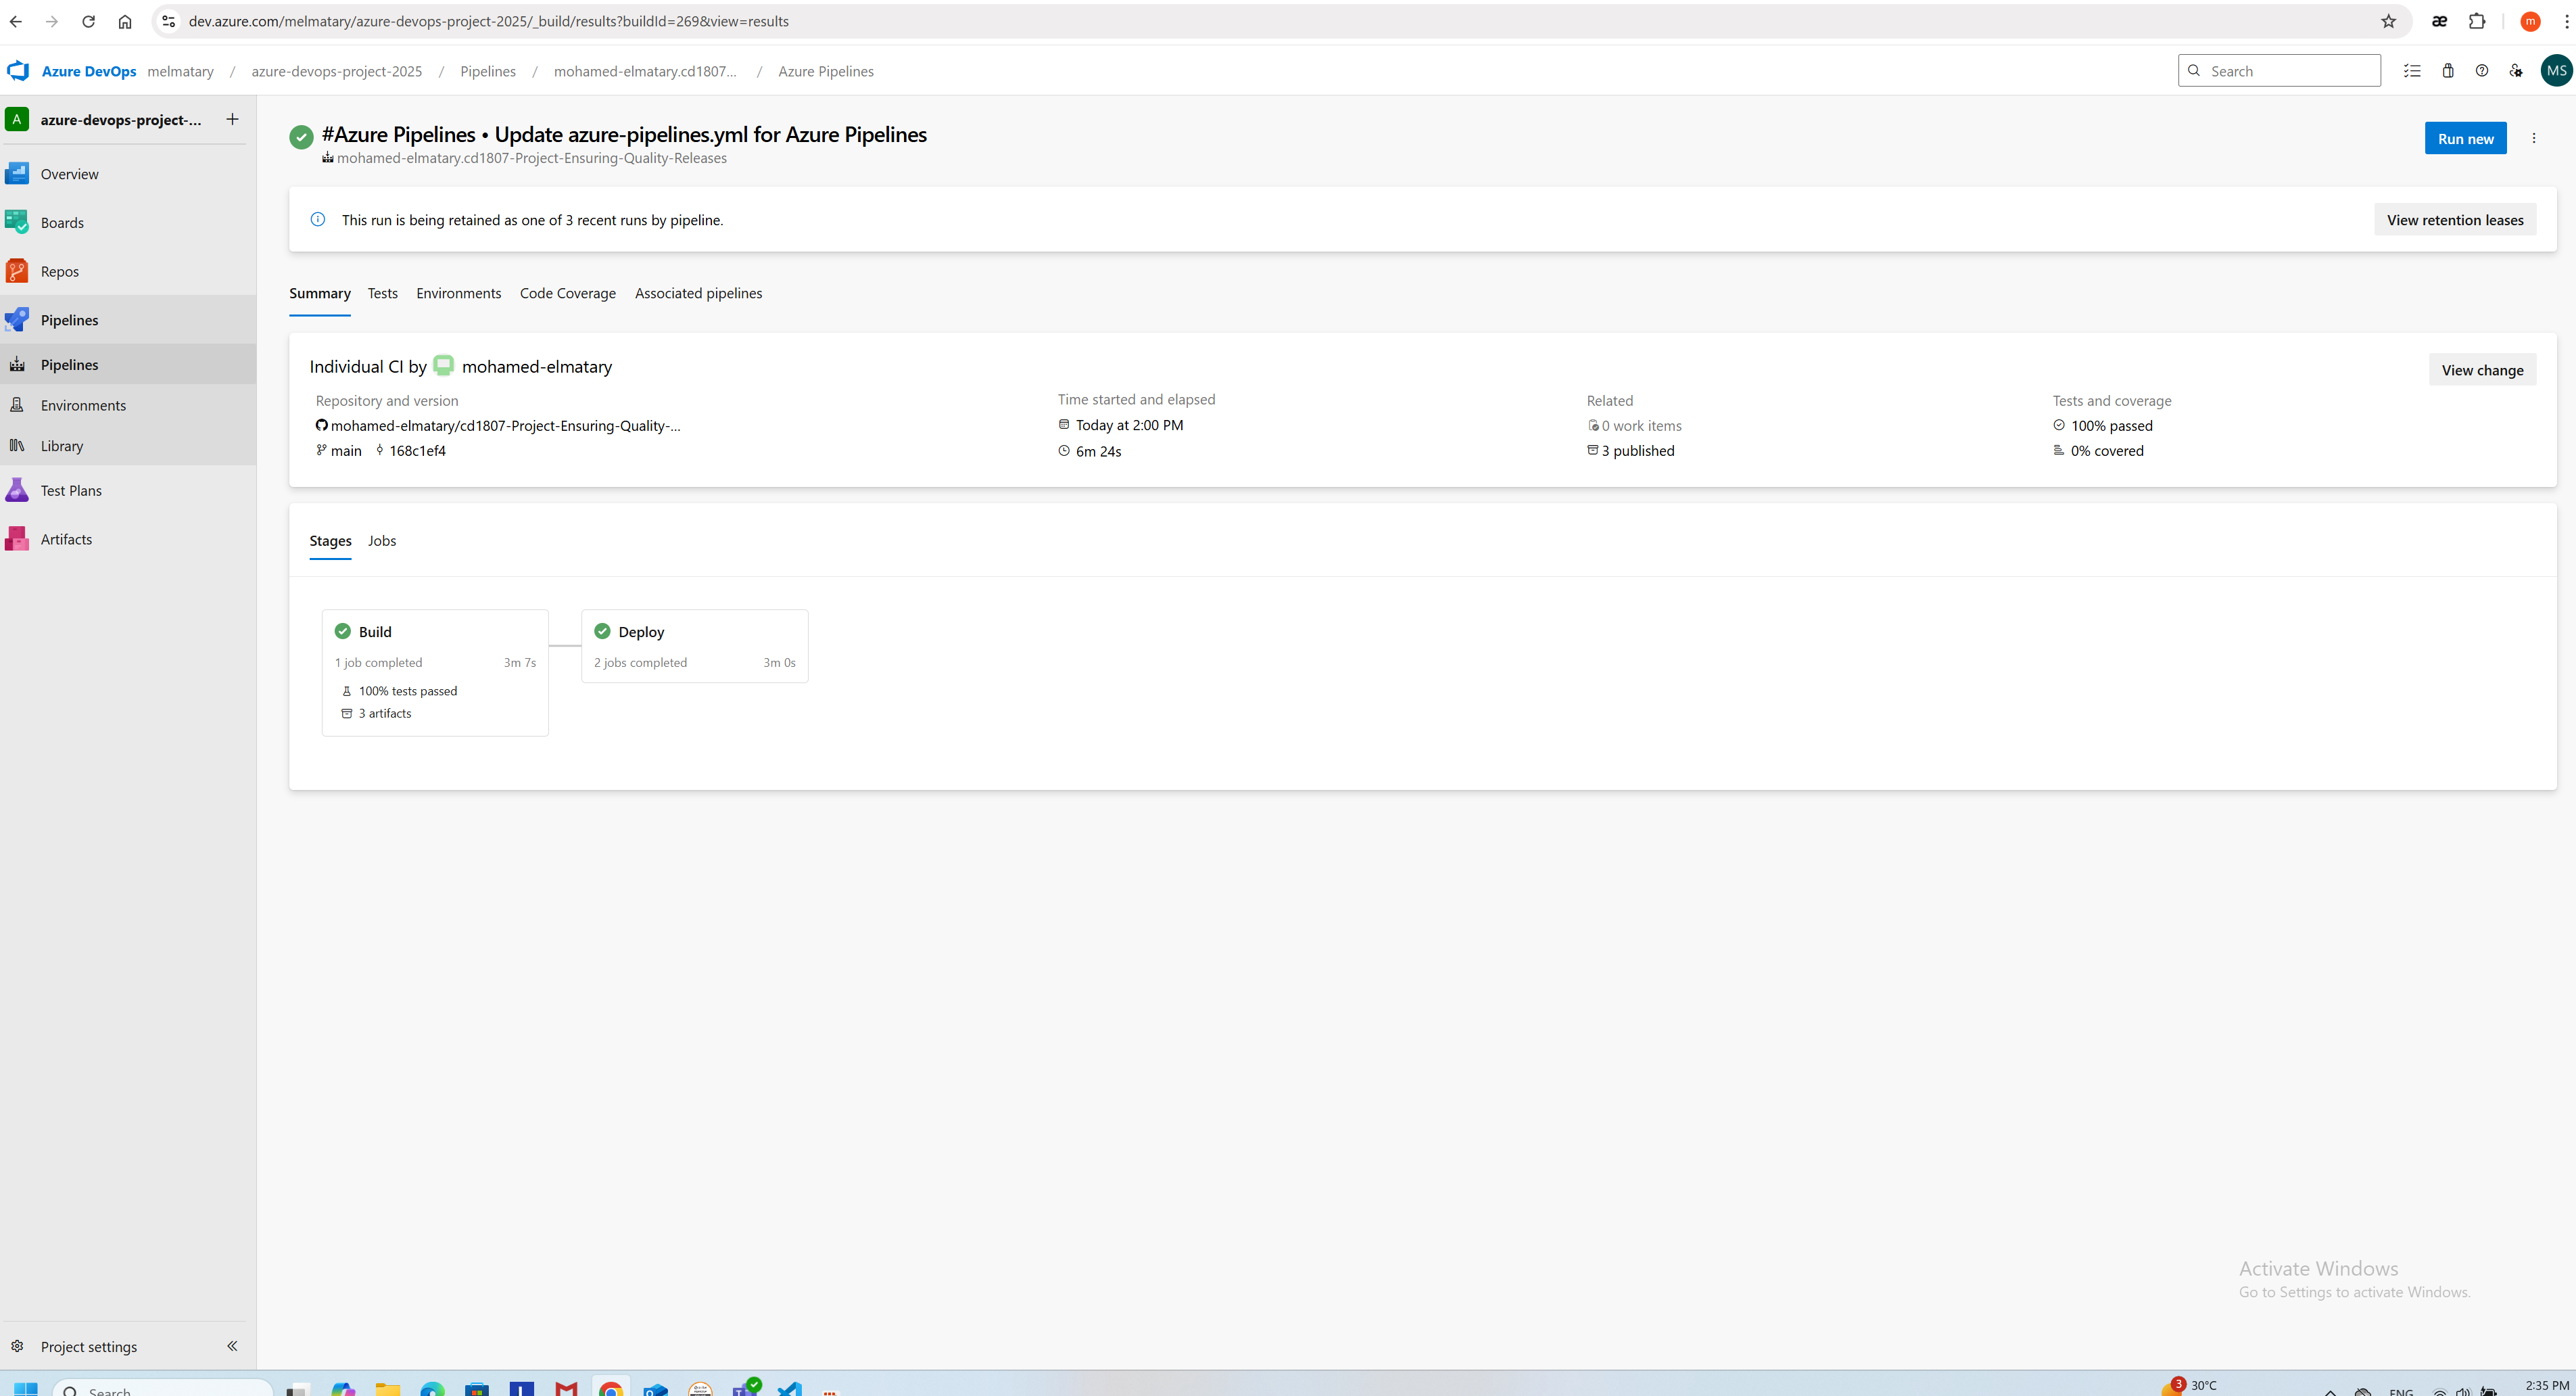 dev.azure.com/melmatary/azure-devops-project-2025/_build/results?buildId=269&view=results
æ
m
Azure DevOps melmatary / azure-devops-project-2025 / Pipelines / mohamed-elmatary.cd1807... / Azure Pipelines
Search
MS
A azure-devops-project-... +
Overview
Boards
Repos
Pipelines
Pipelines
Environments
Library
Test Plans
Artifacts
Project settings
#Azure Pipelines • Update azure-pipelines.yml for Azure Pipelines
mohamed-elmatary.cd1807-Project-Ensuring-Quality-Releases
Run new
This run is being retained as one of 3 recent runs by pipeline.
View retention leases
Summary Tests Environments Code Coverage Associated pipelines
Individual CI by mohamed-elmatary
View change
Repository and version
mohamed-elmatary/cd1807-Project-Ensuring-Quality-...
main 168c1ef4
Time started and elapsed
Today at 2:00 PM
6m 24s
Related
0 work items
3 published
Tests and coverage
100% passed
0% covered
Stages Jobs
Build
1 job completed 3m 7s
100% tests passed
3 artifacts
Deploy
2 jobs completed 3m 0s
Activate Windows
Go to Settings to activate Windows.
Search
3
30°C
ENG
2:35 PM